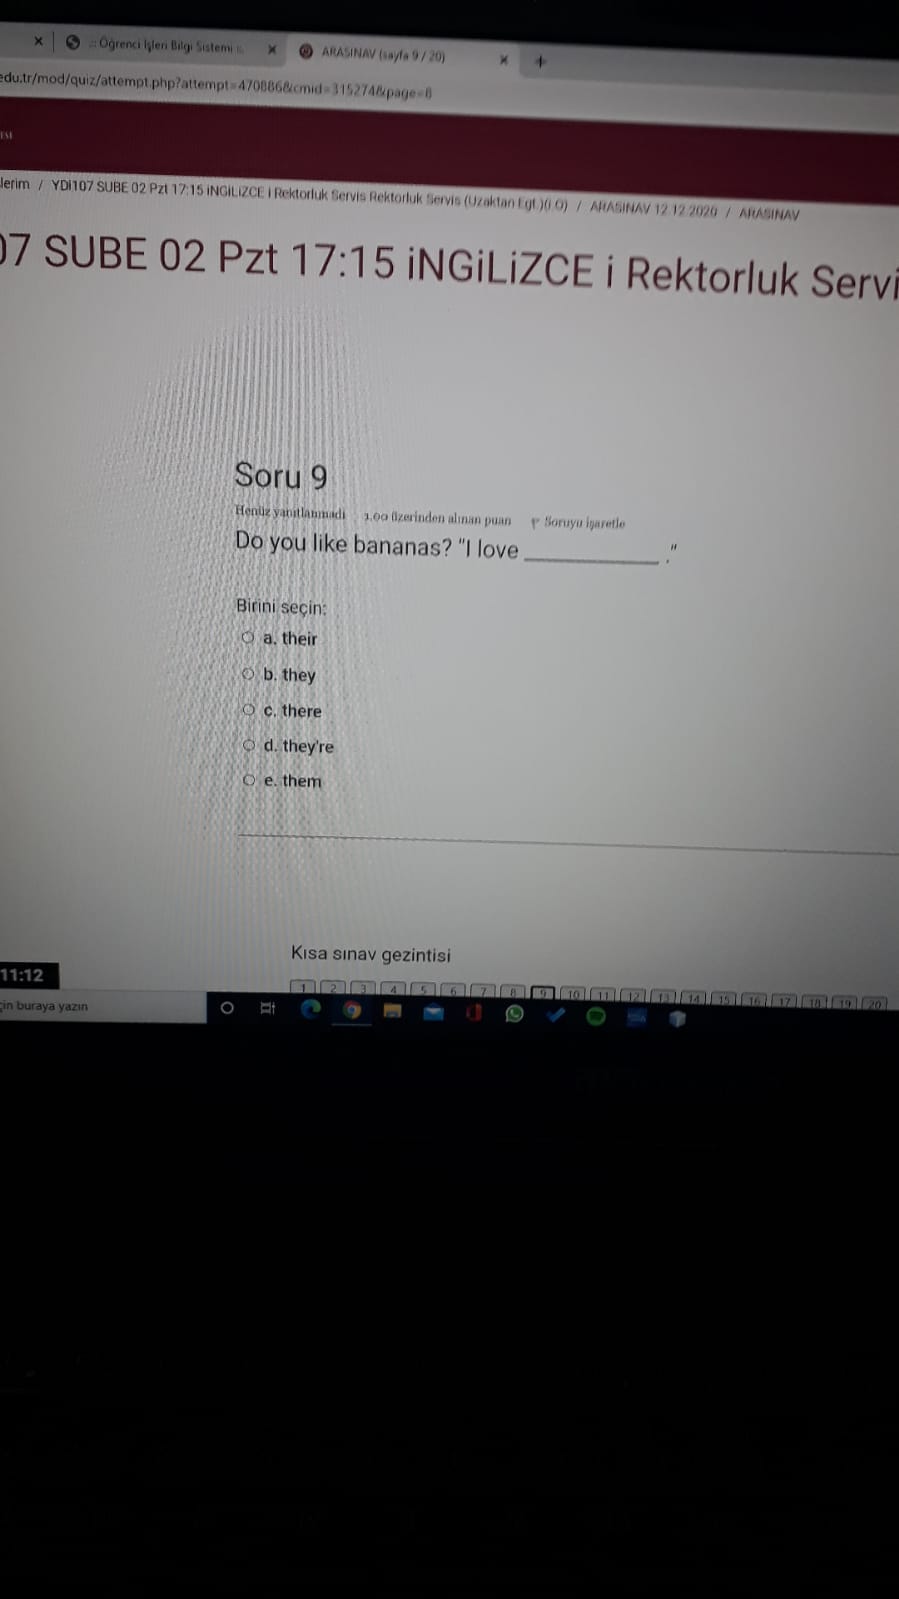 Öğrenci İşleri Bilgi Sistemi
ARASINAV (sayfa 9 / 20)
edu.tr/mod/quiz/attempt.php?attempt=470886&cmid=315274&page=8
ESİ
lerim / YDİ107 SUBE 02 Pzt 17:15 iNGiLiZCE I Rektorluk Servis Rektorluk Servis (Uzaktan Egt.)(i.O) / ARASINAV 12.12.2020 / ARASINAV
07 SUBE 02 Pzt 17:15 iNGiLiZCE i Rektorluk Servi
Soru 9
Henüz yanıtlanmadı 1,00 üzerinden alınan puan Soruyu işaretle
Do you like bananas? "I love ____________ ."
Birini seçin:
a. their
b. they
c. there
d. they're
e. them
Kısa sınav gezintisi
1 2 3 4 5 6 7 8 9 10 11 12 13 14 15 16 17 18 19 20
11:12
için buraya yazın